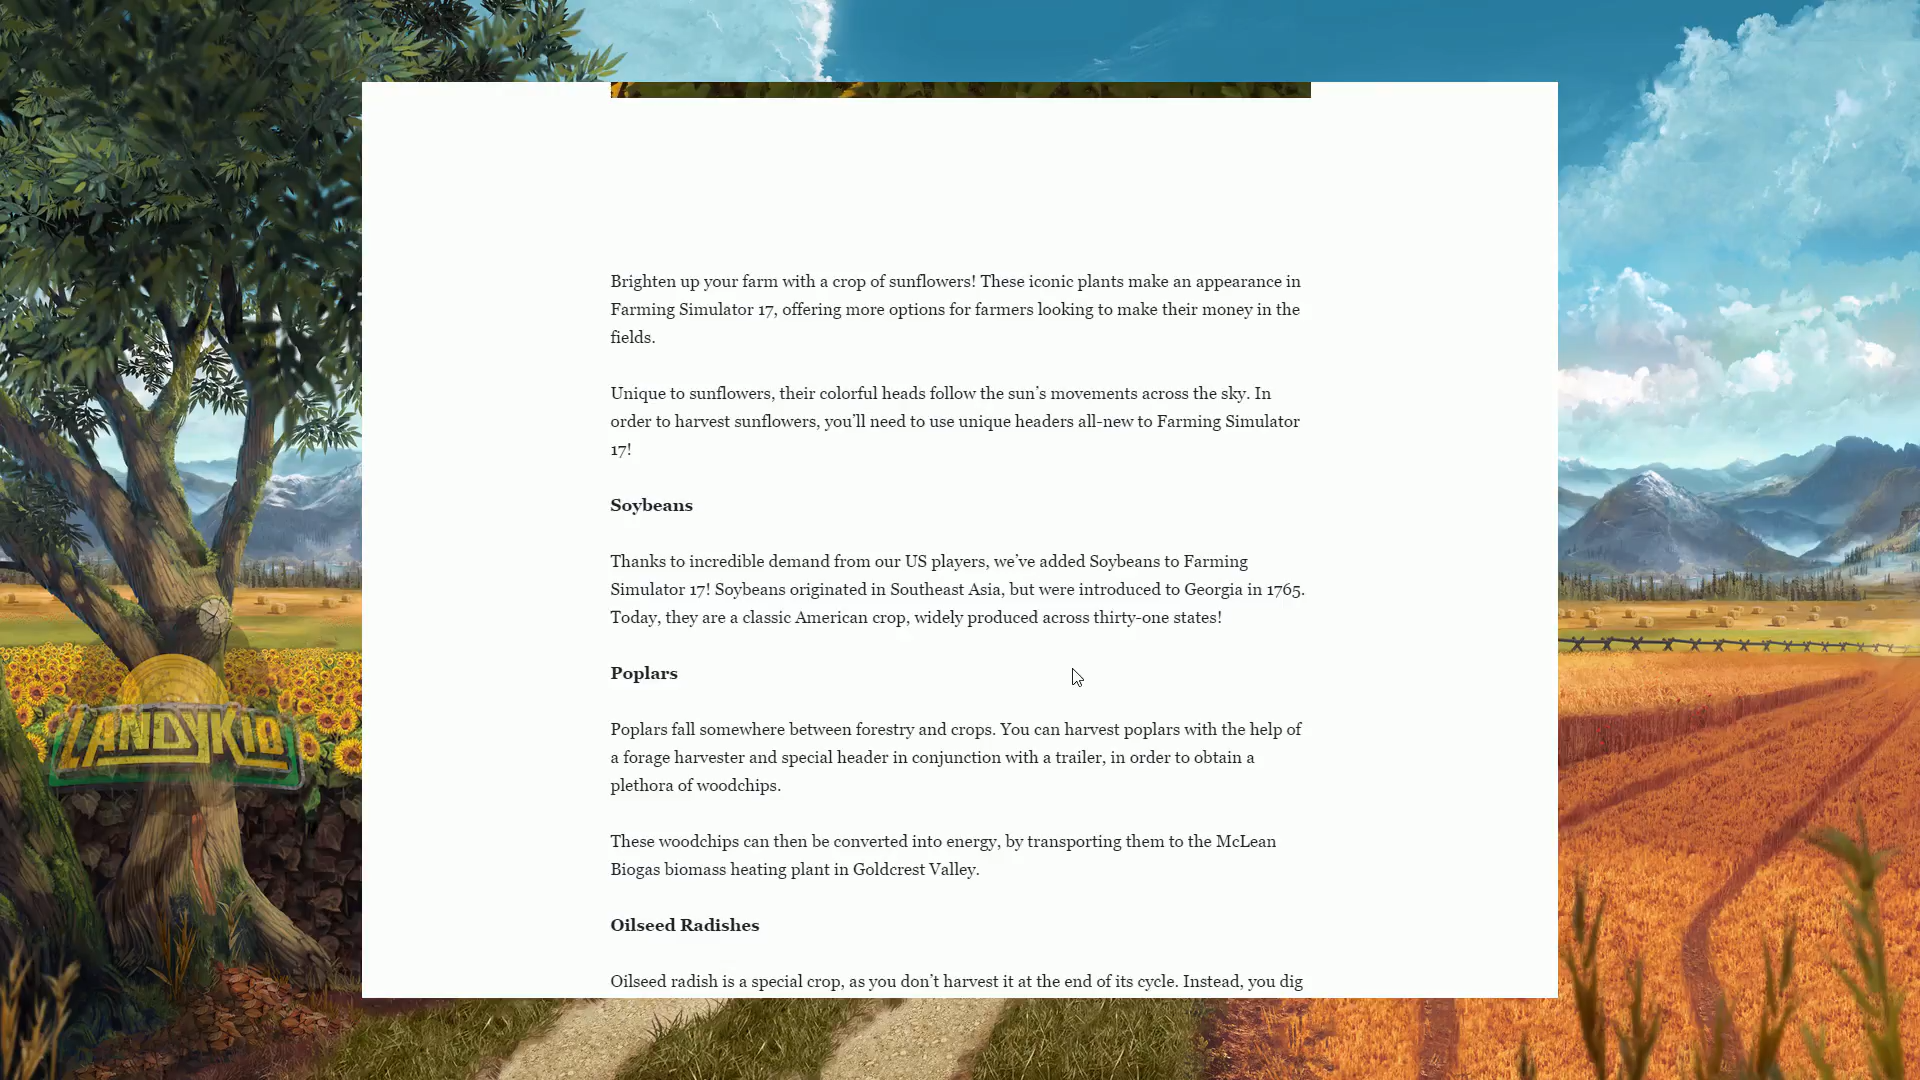 Brighten up your farm with a crop of sunflowers! These iconic plants make an appearance in
Farming Simulator 17, offering more options for farmers looking to make their money in the
fields.
Unique to sunflowers, their colorful heads follow the sun’s movements across the sky. In
order to harvest sunflowers, you’ll need to use unique headers all-new to Farming Simulator
17!
Soybeans
Thanks to incredible demand from our US players, we’ve added Soybeans to Farming
Simulator 17! Soybeans originated in Southeast Asia, but were introduced to Georgia in 1765.
Today, they are a classic American crop, widely produced across thirty-one states!
Poplars
Poplars fall somewhere between forestry and crops. You can harvest poplars with the help of
a forage harvester and special header in conjunction with a trailer, in order to obtain a
plethora of woodchips.
These woodchips can then be converted into energy, by transporting them to the McLean
Biogas biomass heating plant in Goldcrest Valley.
Oilseed Radishes
Oilseed radish is a special crop, as you don’t harvest it at the end of its cycle. Instead, you dig
LANDYKID